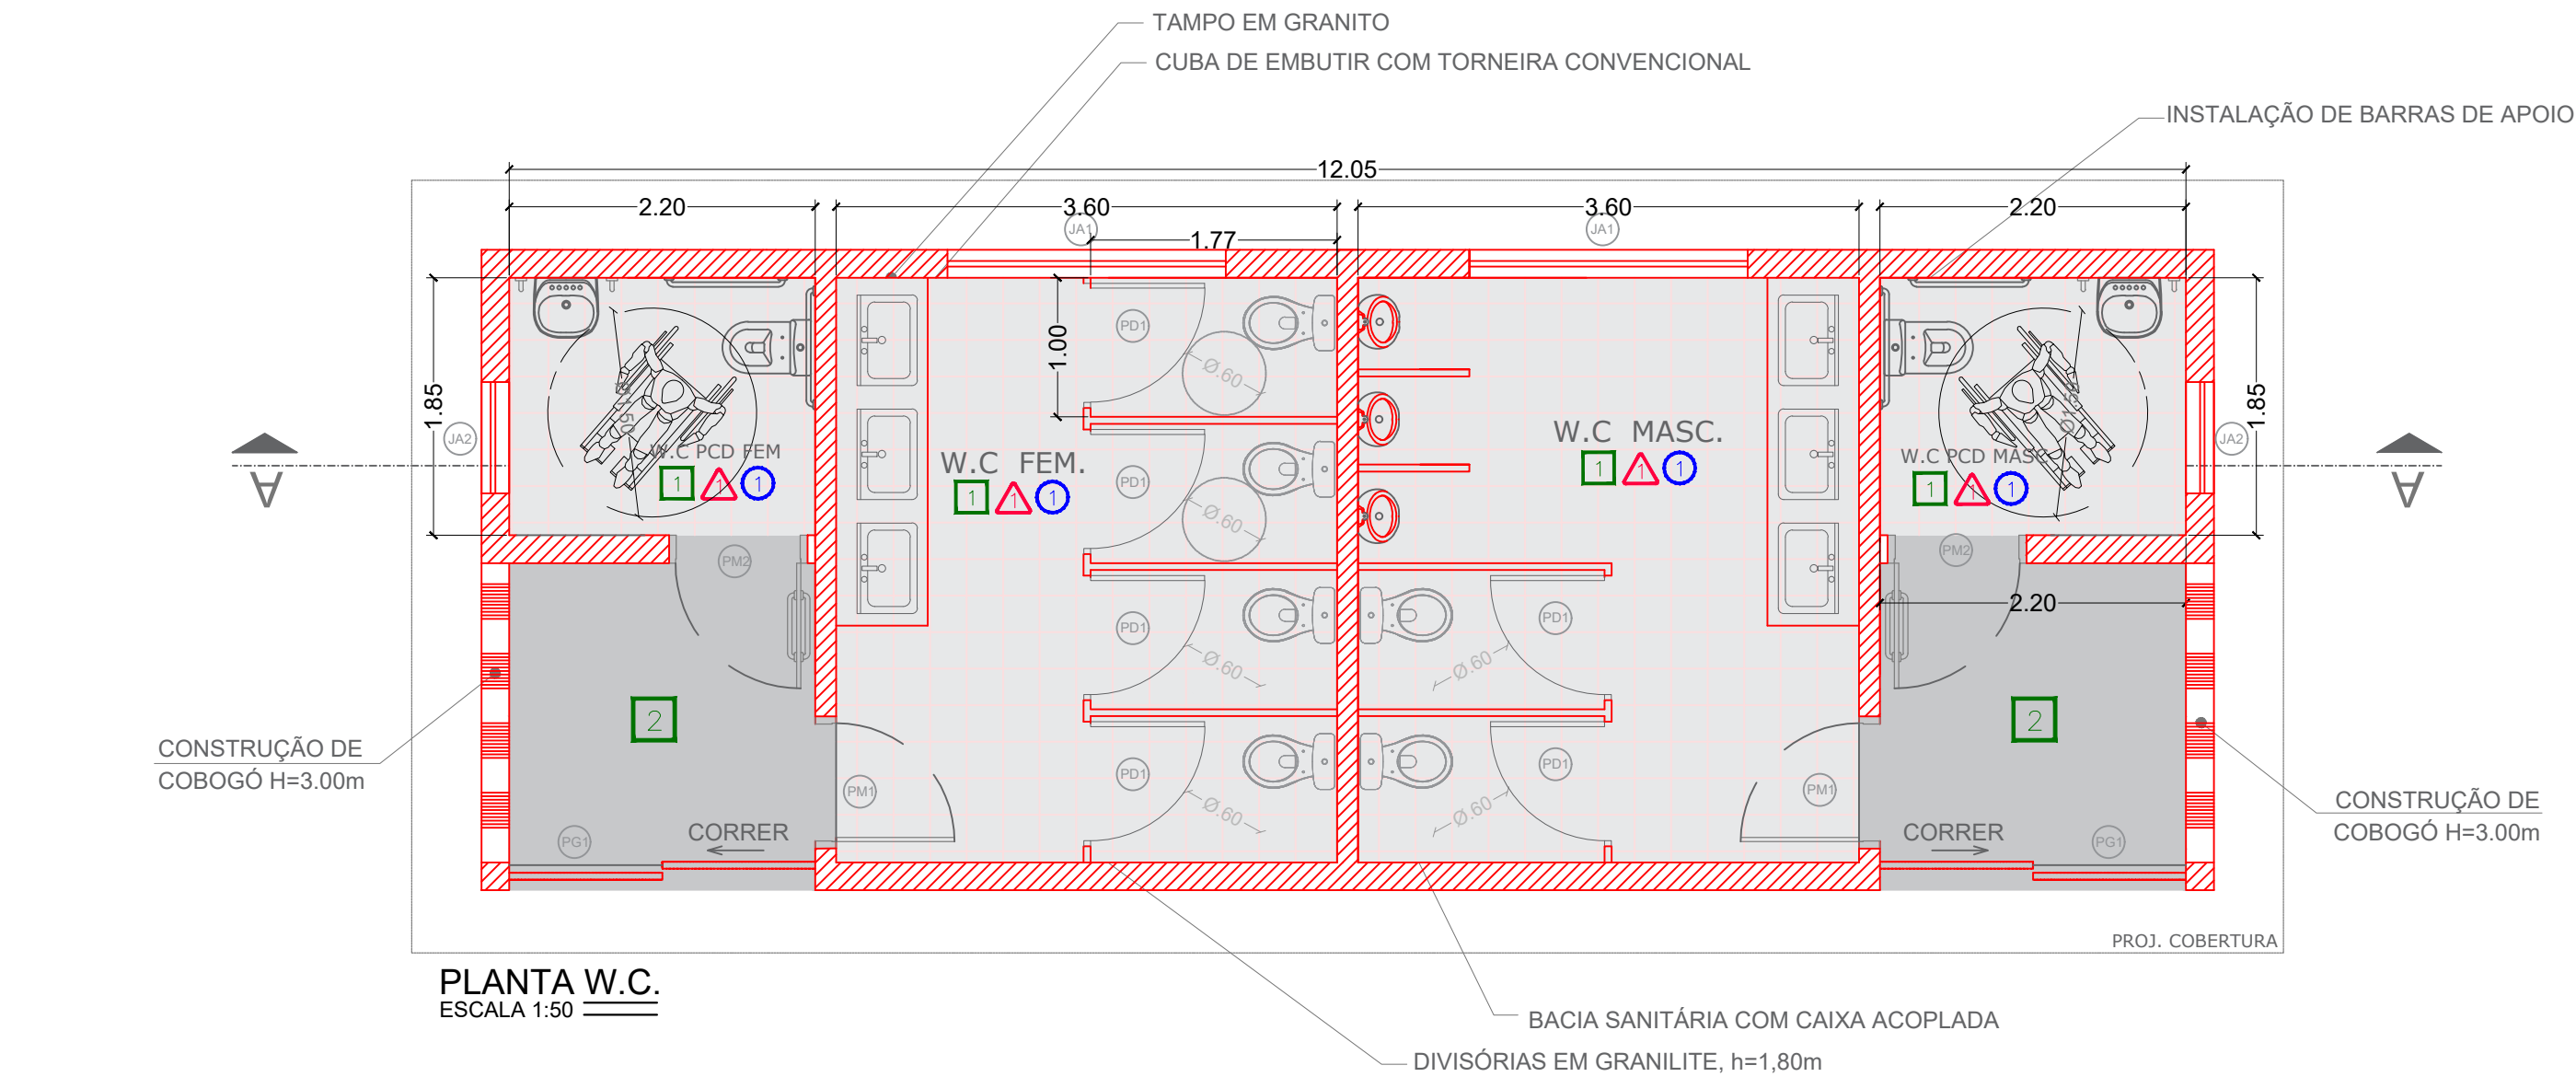 TAMPO EM GRANITO
CUBA DE EMBUTIR COM TORNEIRA CONVENCIONAL
INSTALAÇÃO DE BARRAS DE APOIO
12.05
2.20
3.60
3.60
2.20
JA1
JA1
1.77
1.00
1.85
1.85
PD1
Ø.60
JA2
JA2
Ø1.50
Ø1.50
W.C PCD FEM
1 1 1
W.C FEM.
1 1 1
W.C MASC.
1 1 1
W.C PCD MASC
1 1 1
PD1
Ø.60
PM2
PM2
2.20
PD1
Ø.60
PD1
Ø.60
2
2
CONSTRUÇÃO DE
COBOGÓ H=3.00m
PD1
Ø.60
PD1
Ø.60
PM1
PM1
CONSTRUÇÃO DE
COBOGÓ H=3.00m
PG1
CORRER
CORRER
PG1
A
A
PROJ. COBERTURA
PLANTA W.C.
ESCALA 1:50
BACIA SANITÁRIA COM CAIXA ACOPLADA
DIVISÓRIAS EM GRANILITE, h=1,80m